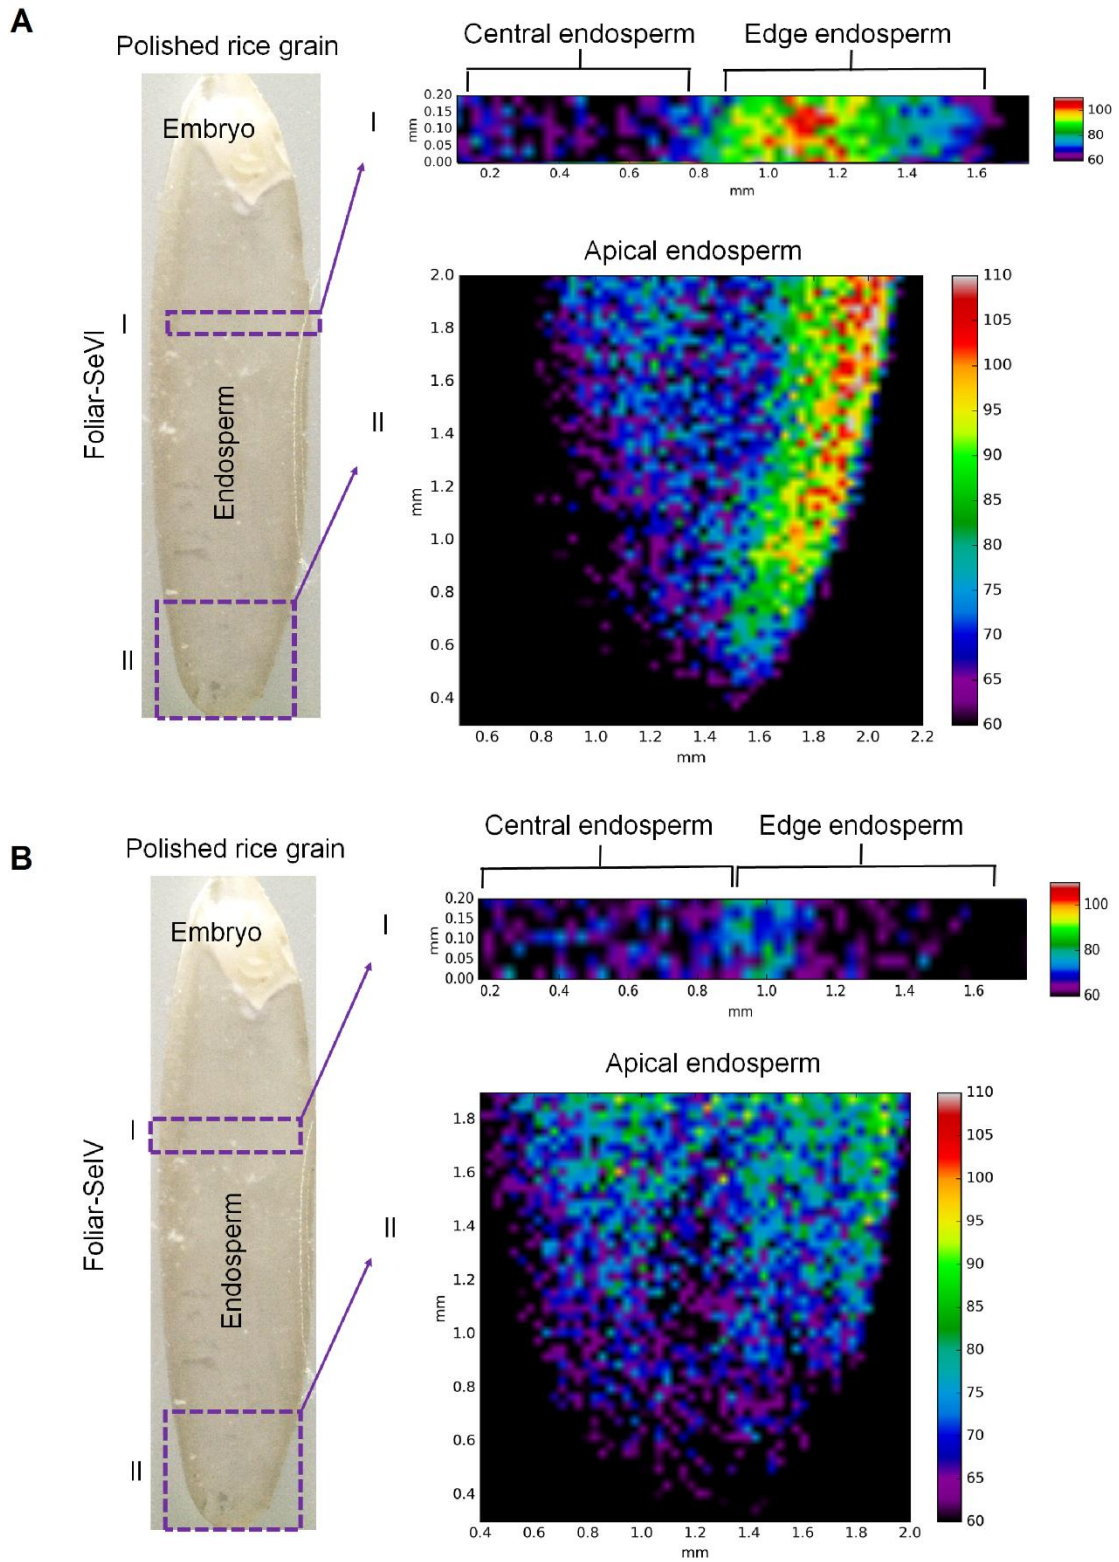 A
Polished rice grain
Embryo
I
Foliar-SeVI
I
Endosperm
II
II
Central endosperm
Edge endosperm
0.20
0.15
0.10
0.05
0.00
mm
0.2 0.4 0.6 0.8 1.0 1.2 1.4 1.6
mm
100
80
60
Apical endosperm
2.0
1.8
1.6
1.4
1.2
1.0
0.8
0.6
0.4
mm
0.6 0.8 1.0 1.2 1.4 1.6 1.8 2.0 2.2
mm
110
105
100
95
90
85
80
75
70
65
60
B
Polished rice grain
Embryo
I
Foliar-SeIV
I
Endosperm
II
II
Central endosperm
Edge endosperm
0.20
0.15
0.10
0.05
0.00
mm
0.2 0.4 0.6 0.8 1.0 1.2 1.4 1.6
mm
100
80
60
Apical endosperm
1.8
1.6
1.4
1.2
1.0
0.8
0.6
0.4
mm
0.4 0.6 0.8 1.0 1.2 1.4 1.6 1.8 2.0
mm
110
105
100
95
90
85
80
75
70
65
60